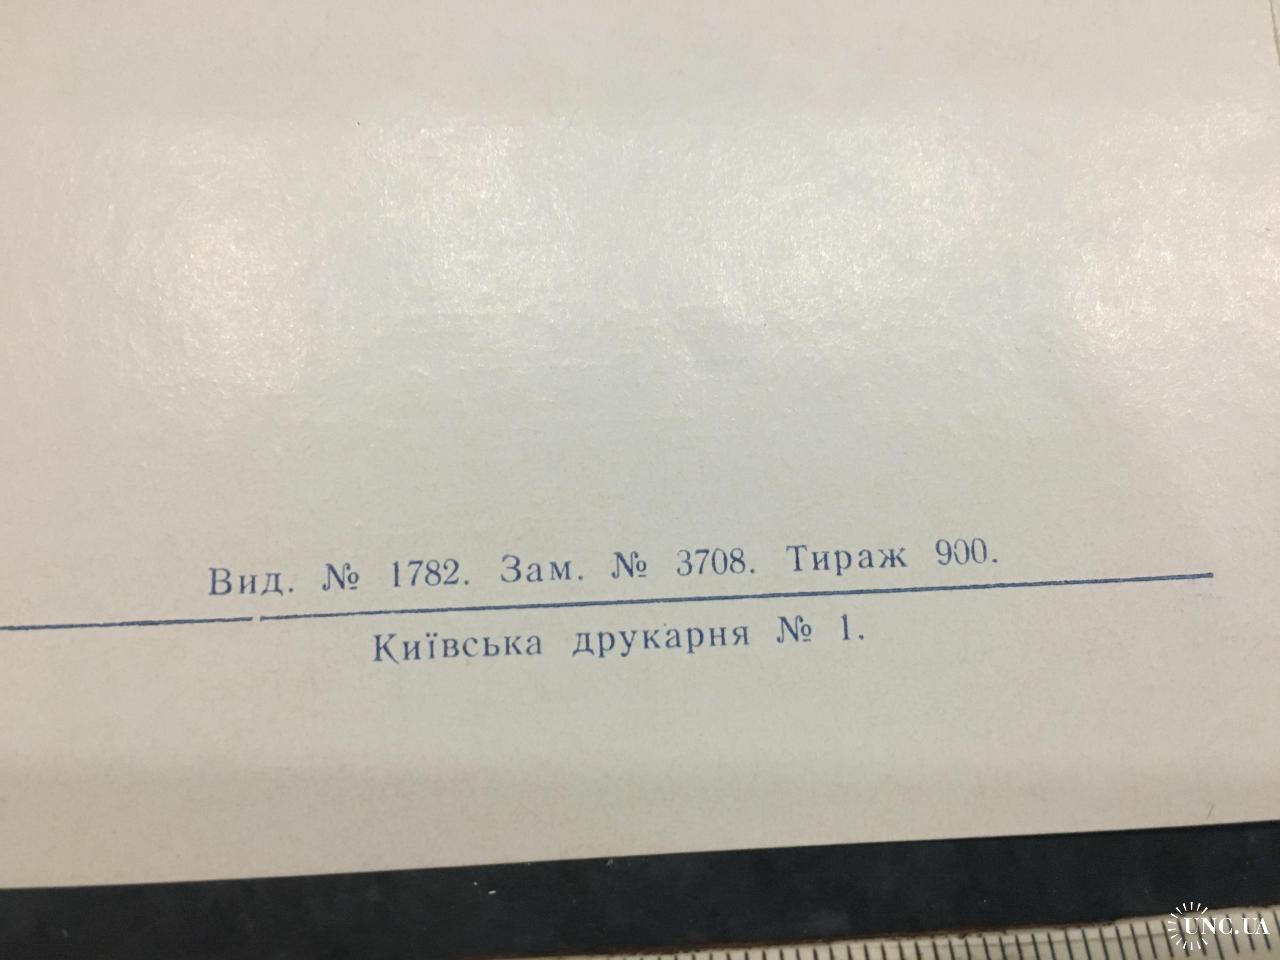 Вид. № 1782. Зам. № 3708. Тираж 900.
Київська друкарня № 1.
UNC.UA